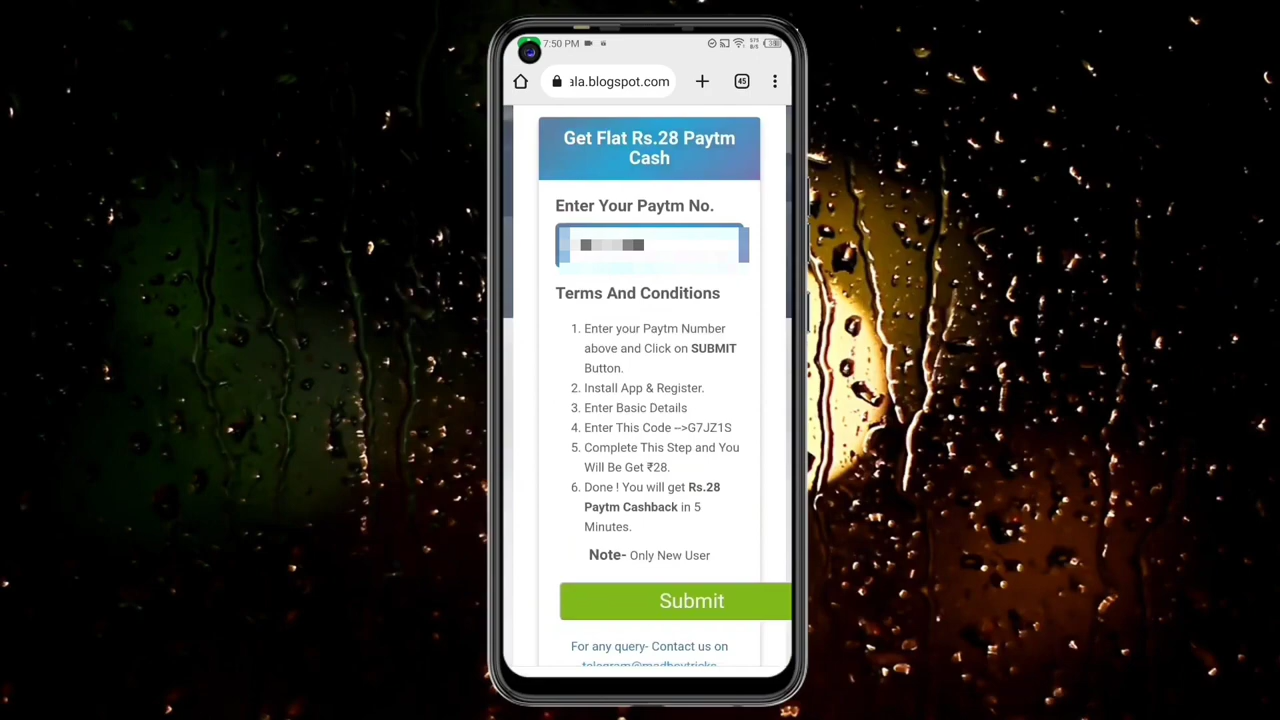 7:50 PM
ala.blogspot.com
45
Get Flat Rs.28 Paytm
Cash
Enter Your Paytm No.
Terms And Conditions
1. Enter your Paytm Number
above and Click on SUBMIT
Button.
2. Install App & Register.
3. Enter Basic Details
4. Enter This Code -->G7JZ1S
5. Complete This Step and You
Will Be Get ₹28.
6. Done ! You will get Rs.28
Paytm Cashback in 5
Minutes.
Note- Only New User
Submit
For any query- Contact us on